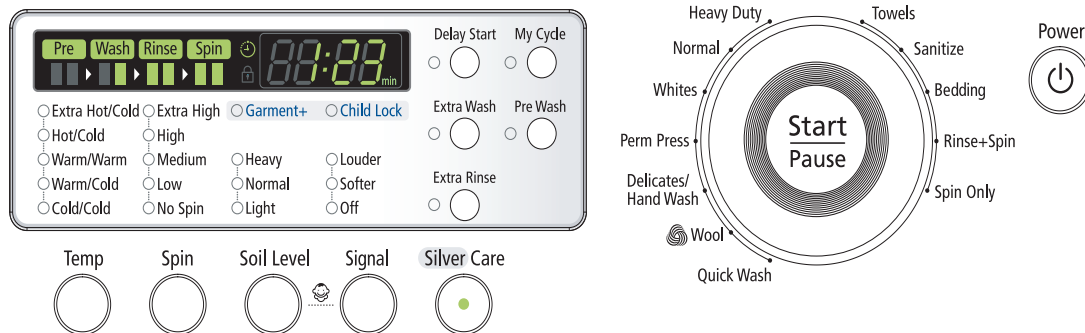 Pre Wash Rinse Spin
1:23 min
Extra Hot/Cold
Hot/Cold
Warm/Warm
Warm/Cold
Cold/Cold
Extra High
High
Medium
Low
No Spin
Garment+
Heavy
Normal
Light
Child Lock
Louder
Softer
Off
Delay Start
My Cycle
Extra Wash
Pre Wash
Extra Rinse
Temp
Spin
Soil Level
Signal
Silver Care
Heavy Duty
Normal
Whites
Perm Press
Delicates/
Hand Wash
Wool
Quick Wash
Towels
Sanitize
Bedding
Rinse+Spin
Spin Only
Start
Pause
Power